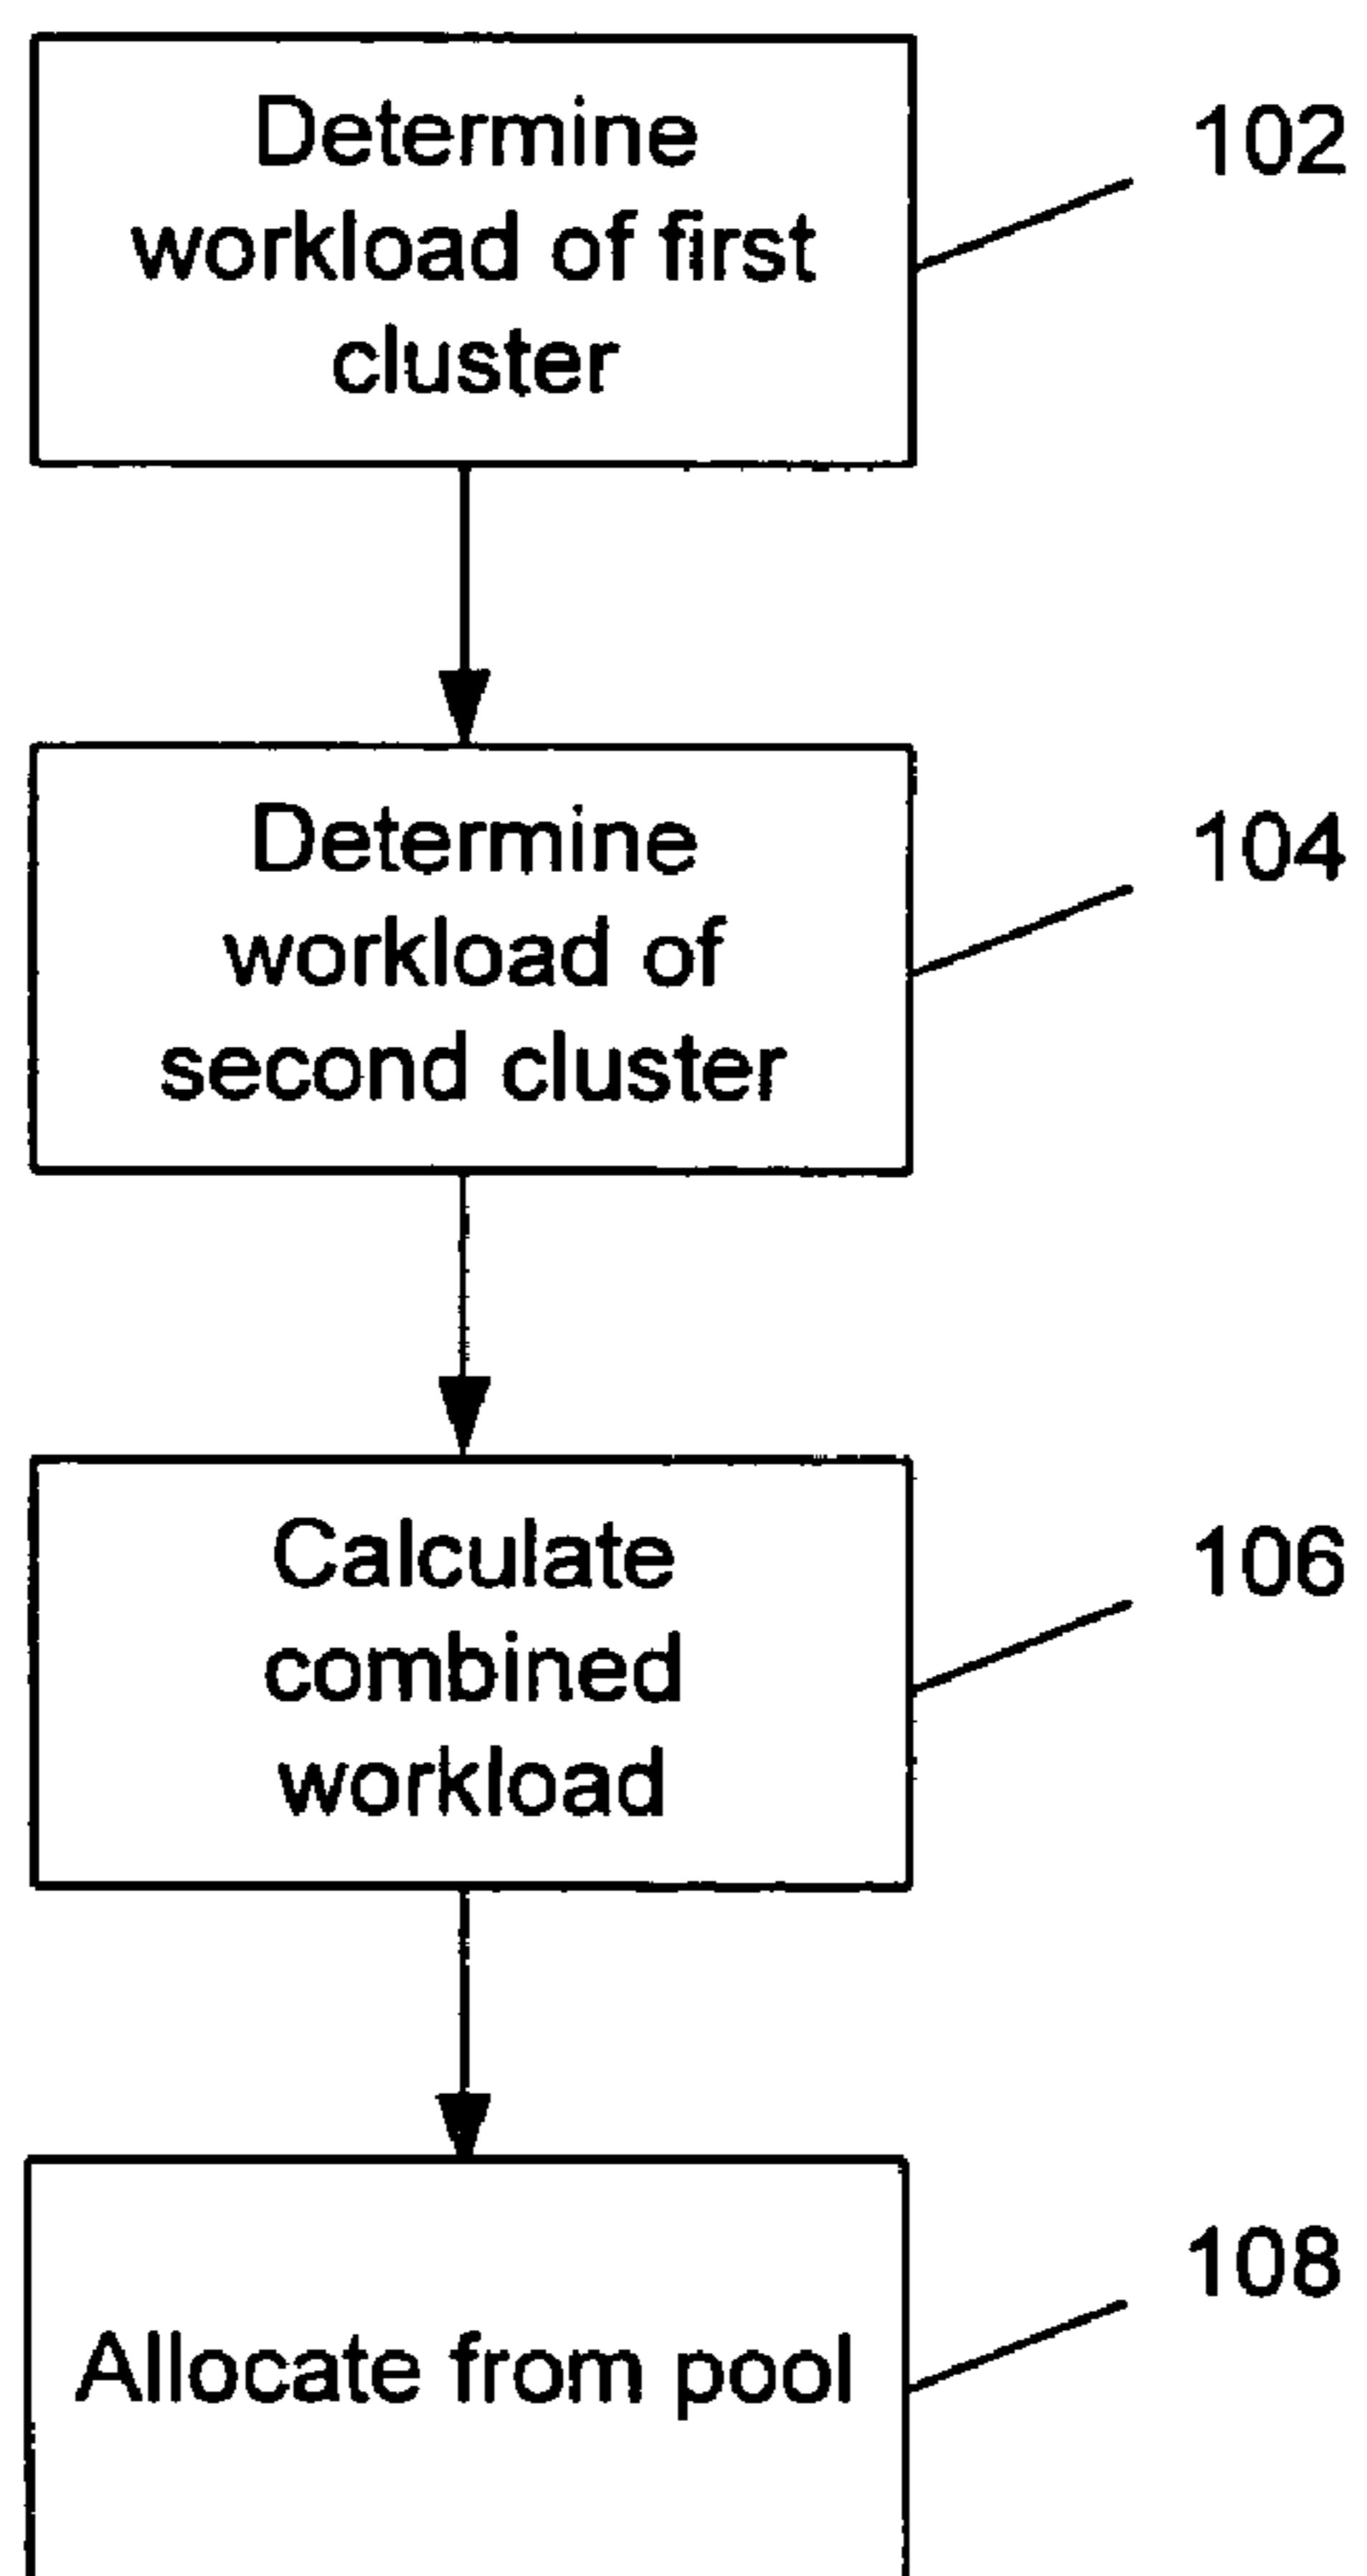 Determine
workload of first
cluster
102
Determine
workload of
second cluster
104
Calculate
combined
workload
106
Allocate from pool
108